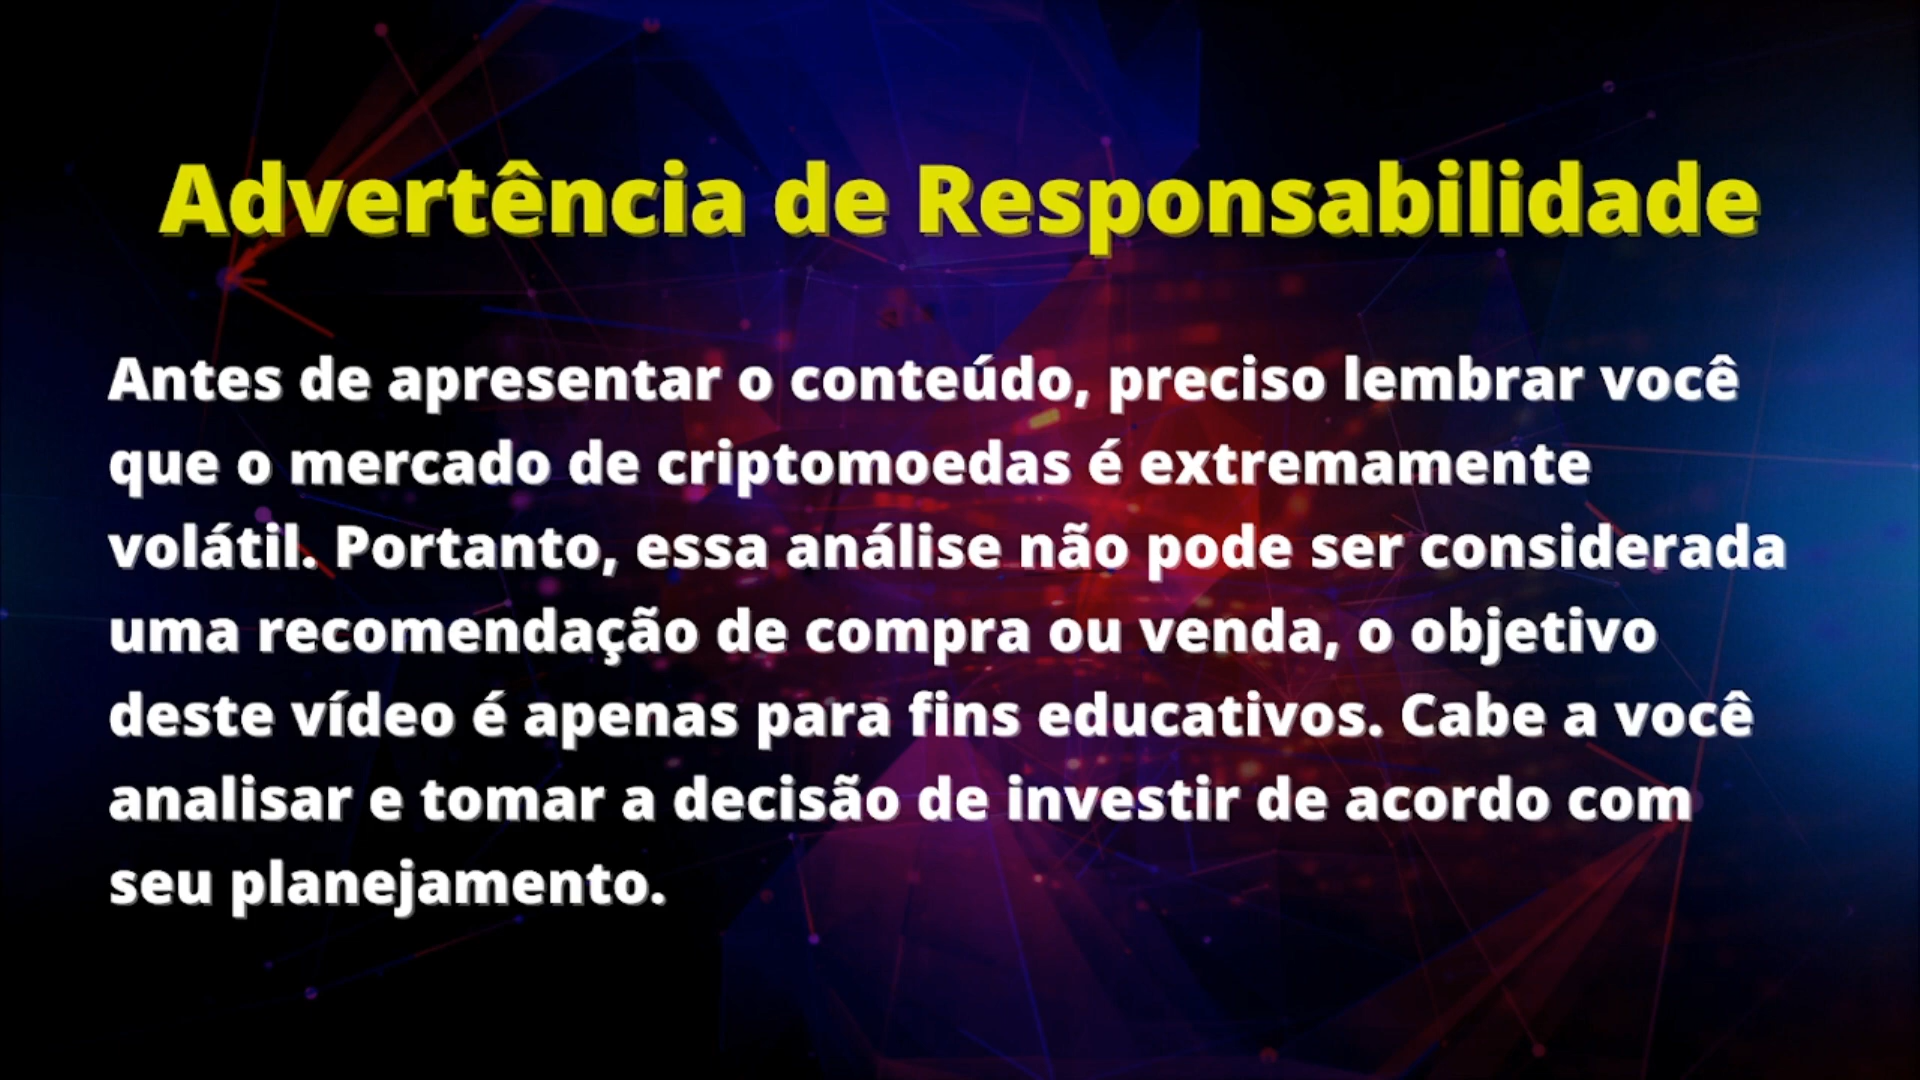 Advertência de Responsabilidade
Antes de apresentar o conteúdo, preciso lembrar você
que o mercado de criptomoedas é extremamente
volátil. Portanto, essa análise não pode ser considerada
uma recomendação de compra ou venda, o objetivo
deste vídeo é apenas para fins educativos. Cabe a você
analisar e tomar a decisão de investir de acordo com
seu planejamento.